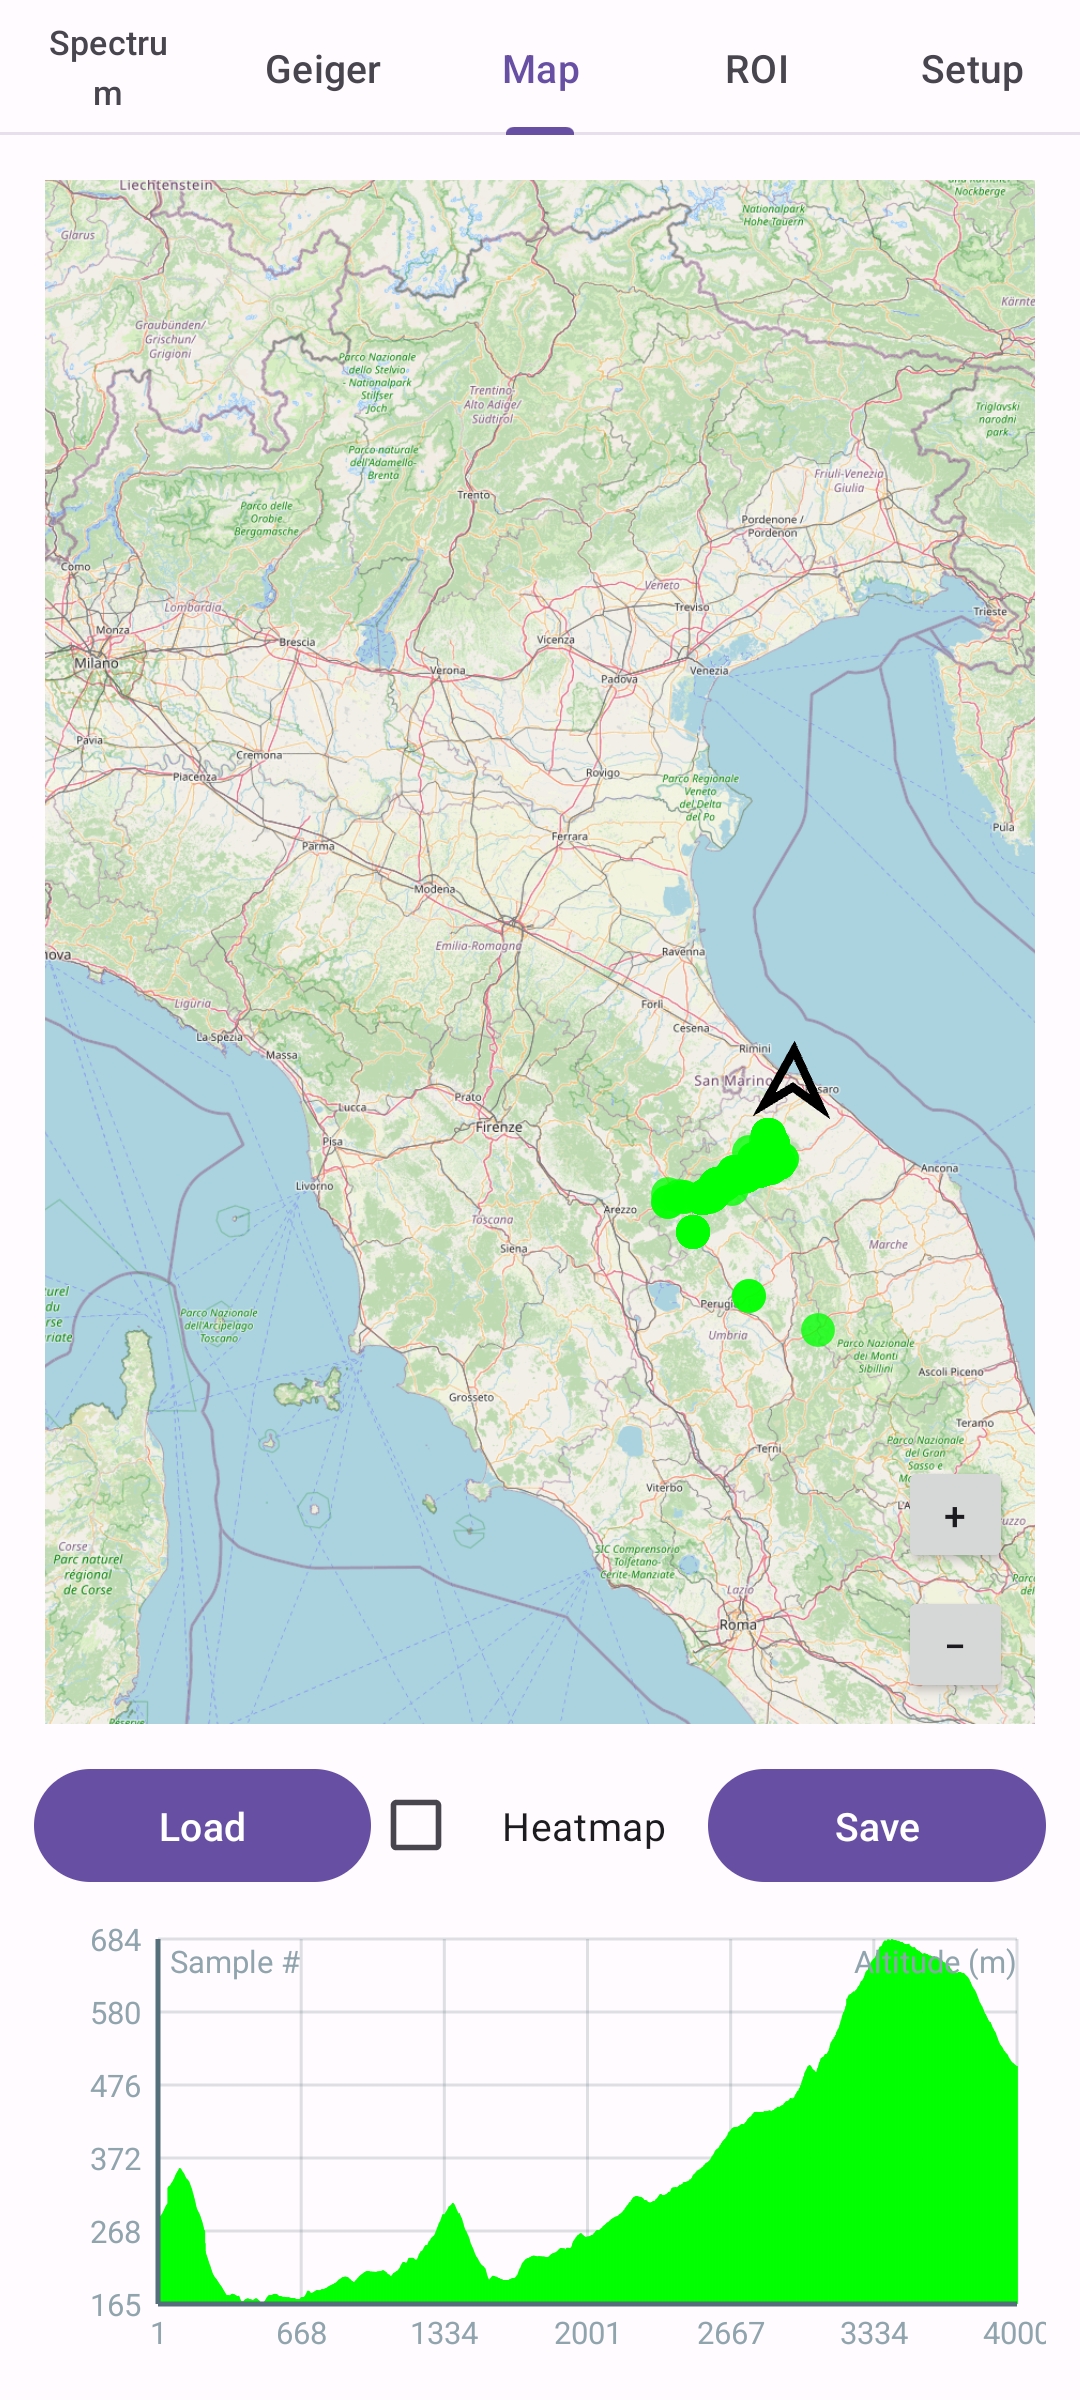 Spectru
m
Geiger
Map
ROI
Setup
Liechtenstein
Nockberge
Nationalpark
Hohe Tauern
Glarus
Kärnte
Graubünden/
Grischun/
Grigioni
Parco Nazionale
dello Stelvio
- Nationalpark
Stilfser
Joch
Trentino-
Alto Adige/
Südtirol
Triglavski
narodni
park
Parco naturale
dell'Adamello-
Brenta
Friuli-Venezia
Giulia
Trento
Parco delle
Orobie
Bergamasche
Pordenone /
Pordenon
Como
Veneto
Lombardia
Treviso
Trieste
Monza
Brescia
Vicenza
Milano
Verona
Padova
Venezia
Pavia
Cremona
Piacenza
Rovigo
Parco Regionale
Veneto
del Delta
del Po
Pula
Ferrara
Parma
Modena
Emilia-Romagna
nova
Ravenna
Liguria
Forlì
La Spezia
Cesena
Massa
Rimini
San Marino
saro
Prato
Lucca
Firenze
Pisa
Ancona
Livorno
Arezzo
Toscana
Siena
Marche
urel
du
rse
riate
Parco Nazionale
dell'Arcipelago
Toscano
Perug
Umbria
Parco Nazionale
dei Monti
Sibillini
Ascoli Piceno
Grosseto
Teramo
Terni
Parco Nazionale
del Gran
Sasso e
Mo
Viterbo
L'A
uzzo
Corse
Parc naturel
régional
de Corse
SIC Comprensorio
Tolfetano-
Cerite-Manziate
Parc
del
Lazio
Roma
Réserve
+
−
Load
Heatmap
Save
684
Sample #
Altitude (m)
580
476
372
268
165
1
668
1334
2001
2667
3334
4000